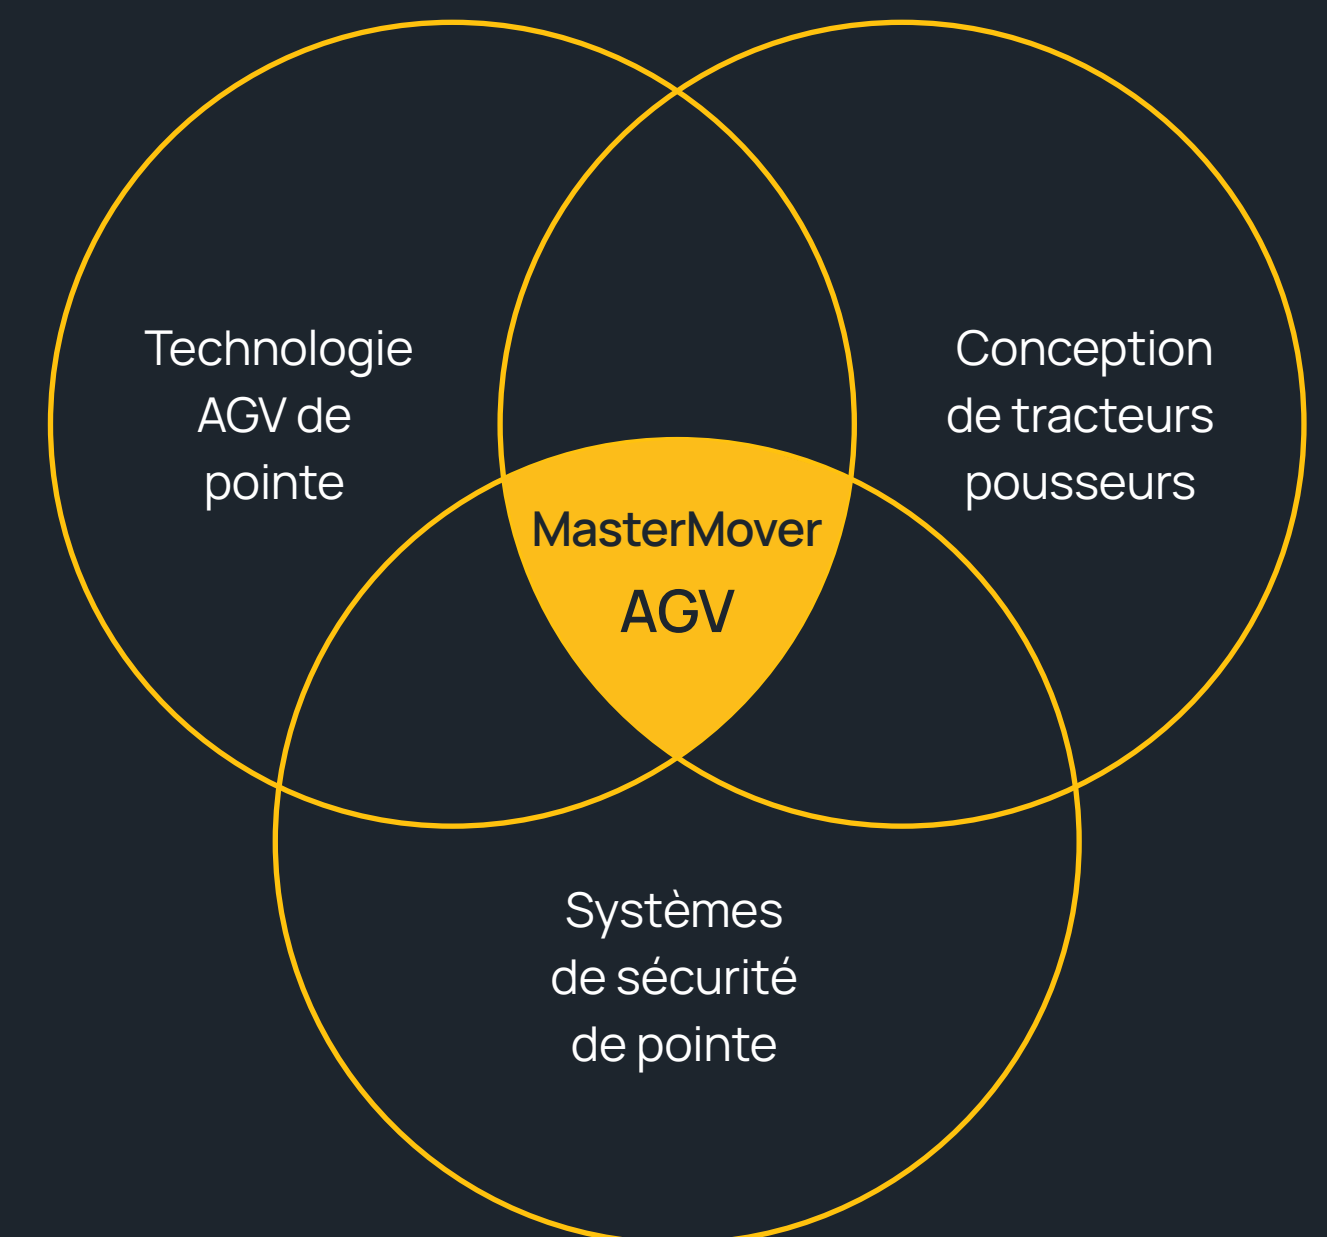 Technologie
AGV de
pointe
Conception
de tracteurs
pousseurs
MasterMover
AGV
Systèmes
de sécurité
de pointe